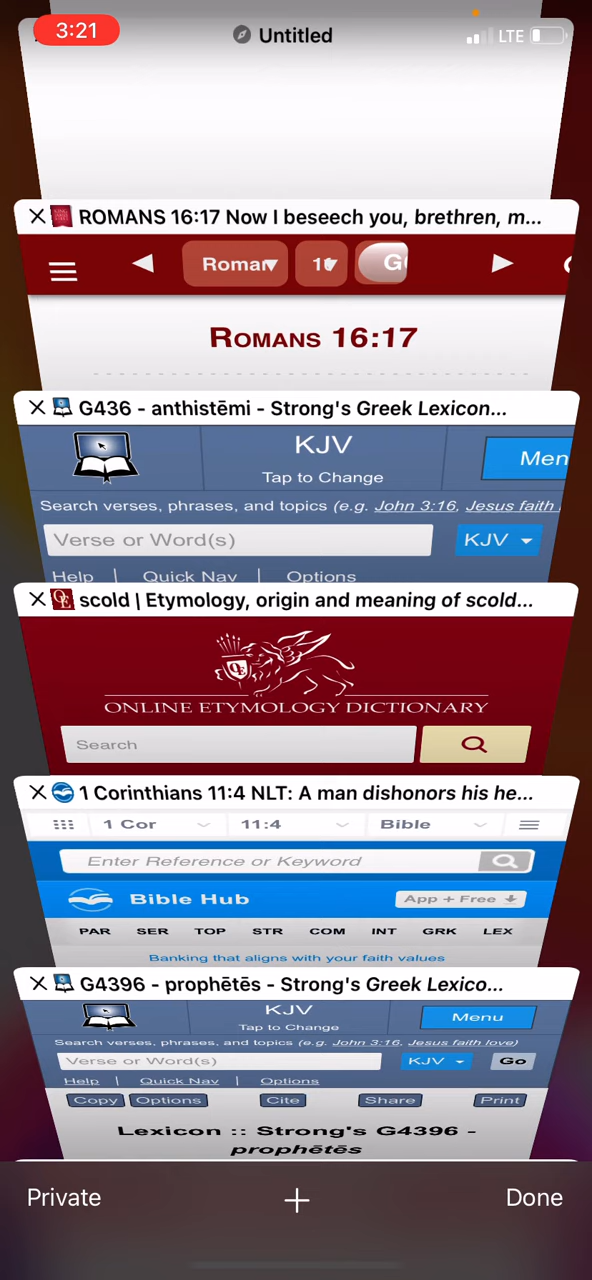 3:21
Untitled
LTE
ROMANS 16:17 Now I beseech you, brethren, m...
Romans 16:17
G436 - anthistēmi - Strong's Greek Lexicon...
KJV
Tap to Change
Search verses, phrases, and topics (e.g. John 3:16, Jesus faith
Verse or Word(s)
KJV
Help | Quick Nav | Options
scold | Etymology, origin and meaning of scold...
OE
ONLINE ETYMOLOGY DICTIONARY
Search
1 Corinthians 11:4 NLT: A man dishonors his he...
1 Cor 11:4 Bible
Enter Reference or Keyword
Bible Hub
App + Free
PAR SER TOP STR COM INT GRK LEX
Banking that aligns with your faith values
G4396 - prophētēs - Strong's Greek Lexico...
KJV
Tap to Change
Menu
Search verses, phrases, and topics (e.g. John 3:16, Jesus faith love)
Verse or Word(s)
KJV
Go
Help | Quick Nav | Options
Copy Options Cite Share Print
Lexicon :: Strong's G4396 -
prophētēs
Private
Done